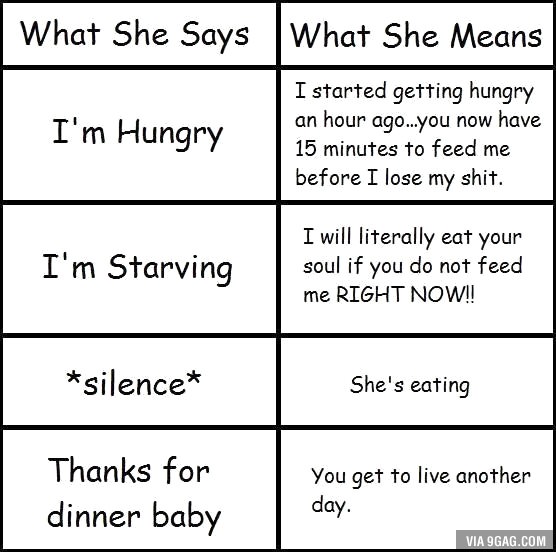 What She Says
What She Means
I'm Hungry
I started getting hungry
an hour ago...you now have
15 minutes to feed me
before I lose my shit.
I'm Starving
I will literally eat your
soul if you do not feed
me RIGHT NOW!!
*silence*
She's eating
Thanks for
dinner baby
You get to live another
day.
VIA 9GAG.COM